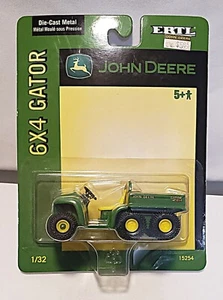 Die-Cast Metal
Métal Moulé sous Pression
ERTL
JOHN DEERE
6X4 GATOR
5+
1/32
15254